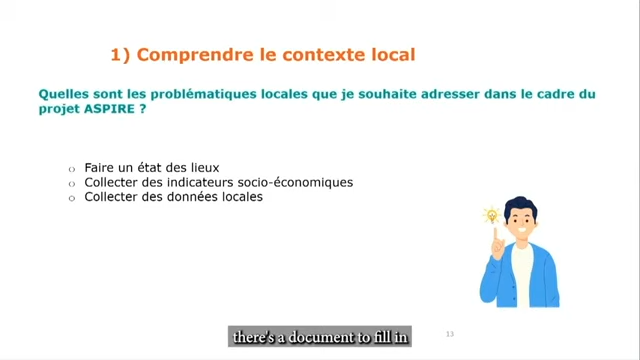 1) Comprendre le contexte local
Quelles sont les problématiques locales que je souhaite adresser dans le cadre du
projet ASPIRE ?
o Faire un état des lieux
o Collecter des indicateurs socio-économiques
o Collecter des données locales
there's a document to fill in
13